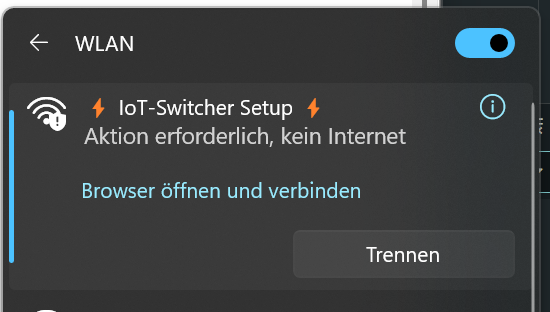 WLAN
⚡ IoT-Switcher Setup ⚡
Aktion erforderlich, kein Internet
Browser öffnen und verbinden
Trennen